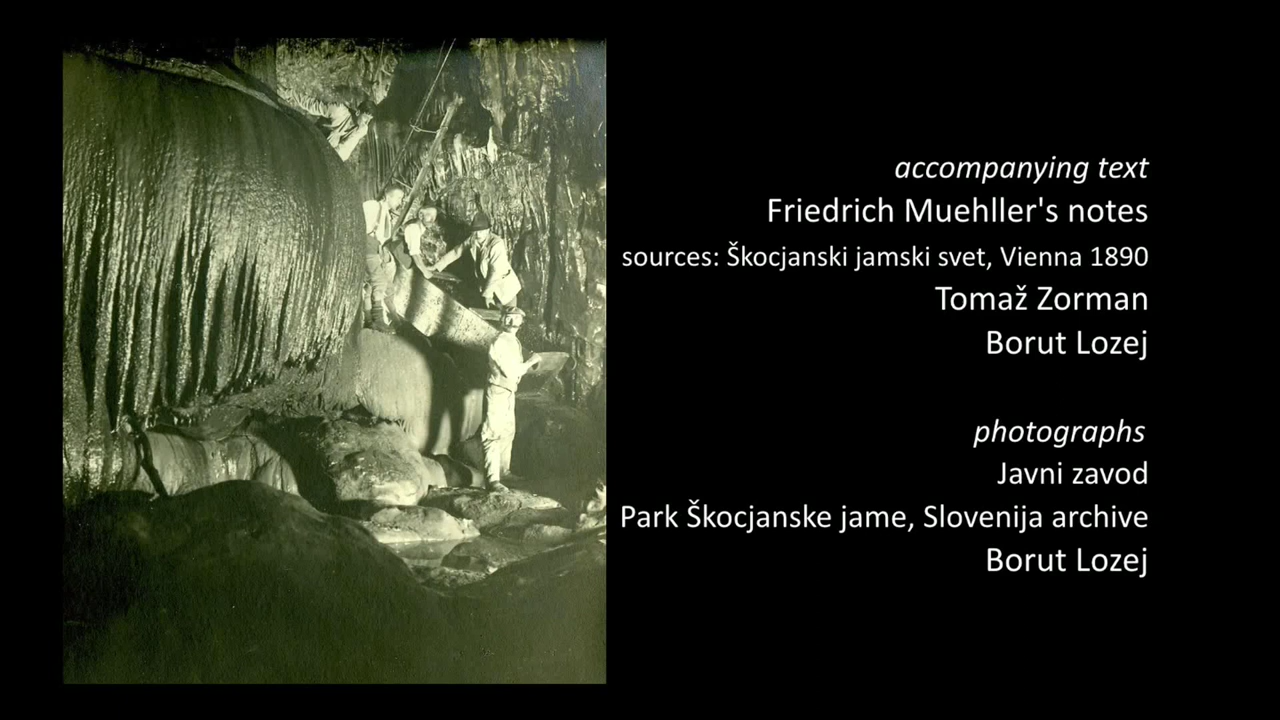 accompanying text
Friedrich Muehller's notes
sources: Škocjanski jamski svet, Vienna 1890
Tomaž Zorman
Borut Lozej
photographs
Javni zavod
Park Škocjanske jame, Slovenija archive
Borut Lozej